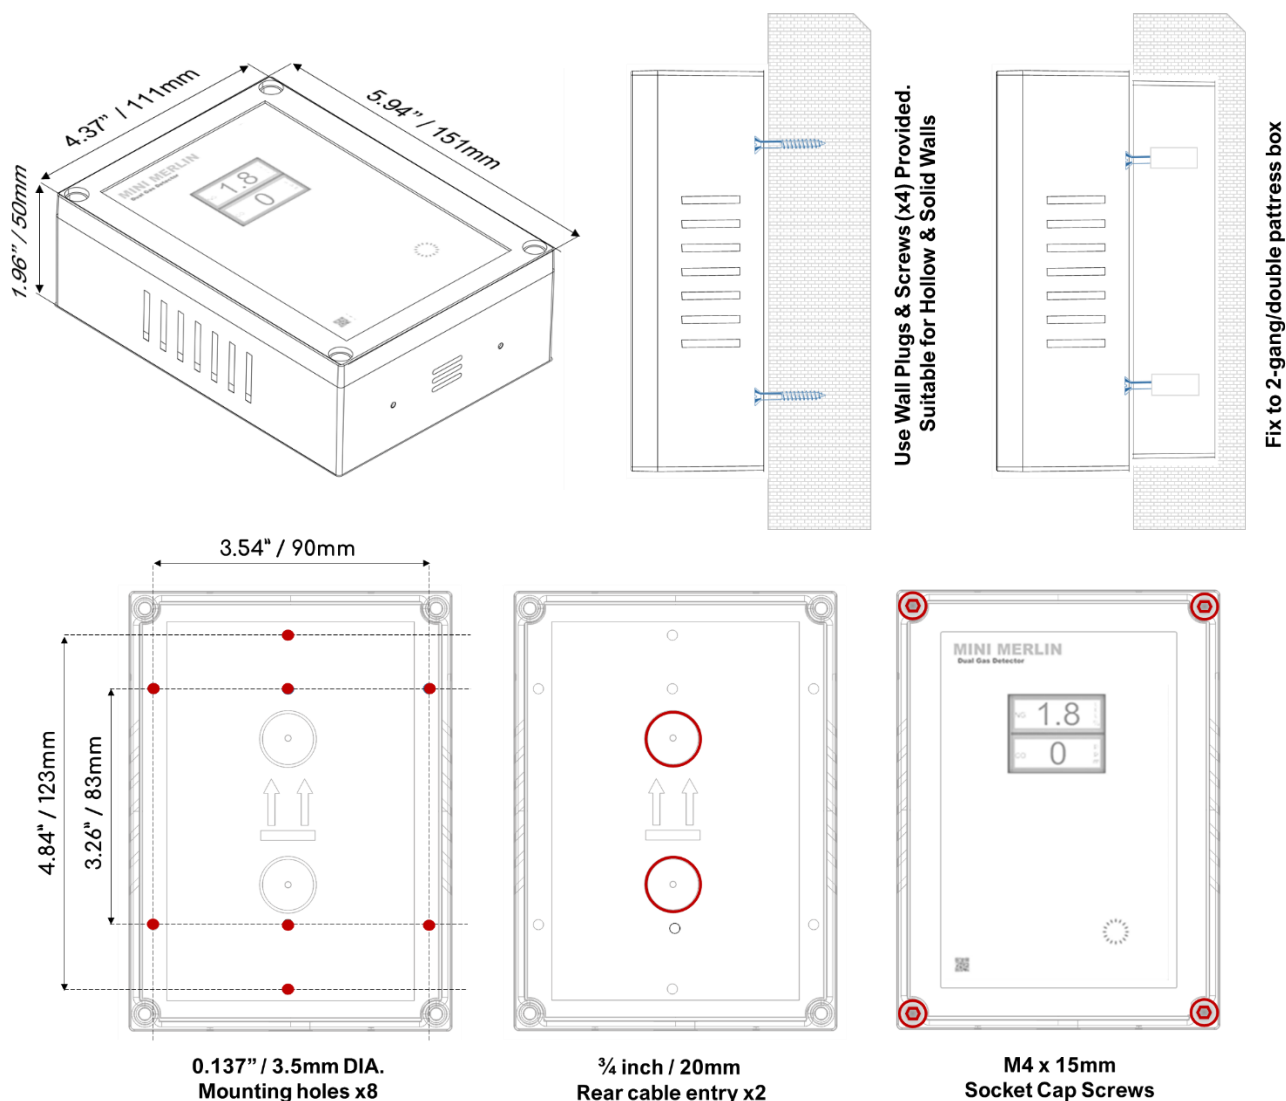 4.37” / 111mm
5.94” / 151mm
1.96” / 50mm
MINI MERLIN
Dual Gas Detector
1.8
0
Use Wall Plugs & Screws (x4) Provided.
Suitable for Hollow & Solid Walls
Fix to 2-gang/double pattress box
3.54" / 90mm
4.84" / 123mm
3.26" / 83mm
0.137” / 3.5mm DIA.
Mounting holes x8
¾ inch / 20mm
Rear cable entry x2
MINI MERLIN
Dual Gas Detector
NG 1.8
CO 0
M4 x 15mm
Socket Cap Screws